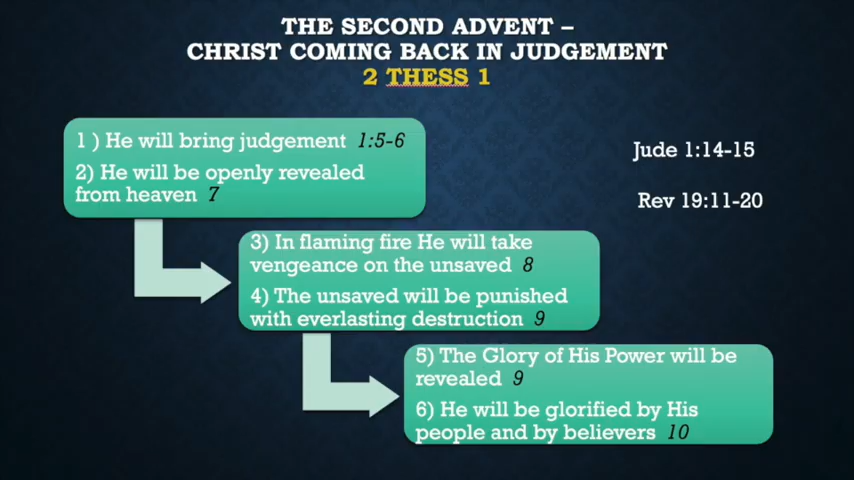 THE SECOND ADVENT –
CHRIST COMING BACK IN JUDGEMENT
2 THESS 1
1 ) He will bring judgement 1:5-6
2) He will be openly revealed
from heaven 7
Jude 1:14-15
Rev 19:11-20
3) In flaming fire He will take
vengeance on the unsaved 8
4) The unsaved will be punished
with everlasting destruction 9
5) The Glory of His Power will be
revealed 9
6) He will be glorified by His
people and by believers 10